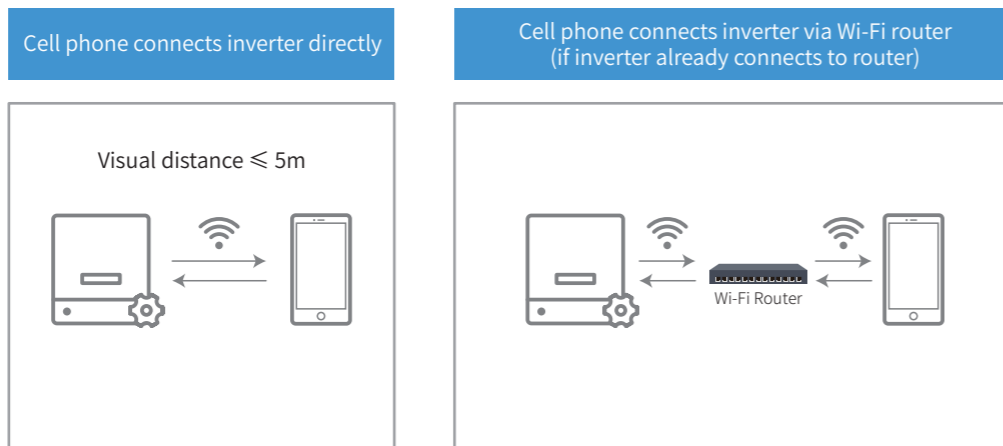 Cell phone connects inverter directly
Visual distance ⩽ 5m
Cell phone connects inverter via Wi-Fi router
(if inverter already connects to router)
Wi-Fi Router